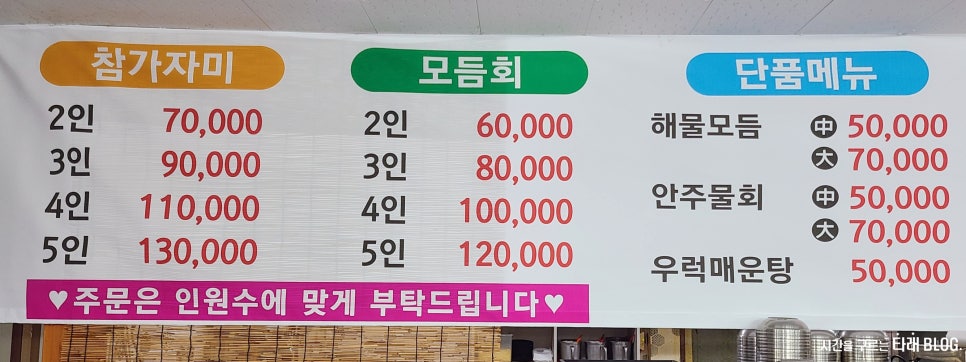 참가자미
2인 70,000
3인 90,000
4인 110,000
5인 130,000
♥주문은 인원수에 맞게 부탁드립니다♥
모듬회
2인 60,000
3인 80,000
4인 100,000
5인 120,000
단품메뉴
해물모듬 中 50,000
大 70,000
안주물회 中 50,000
大 70,000
우럭매운탕 50,000
시간을 타래 BLOG.